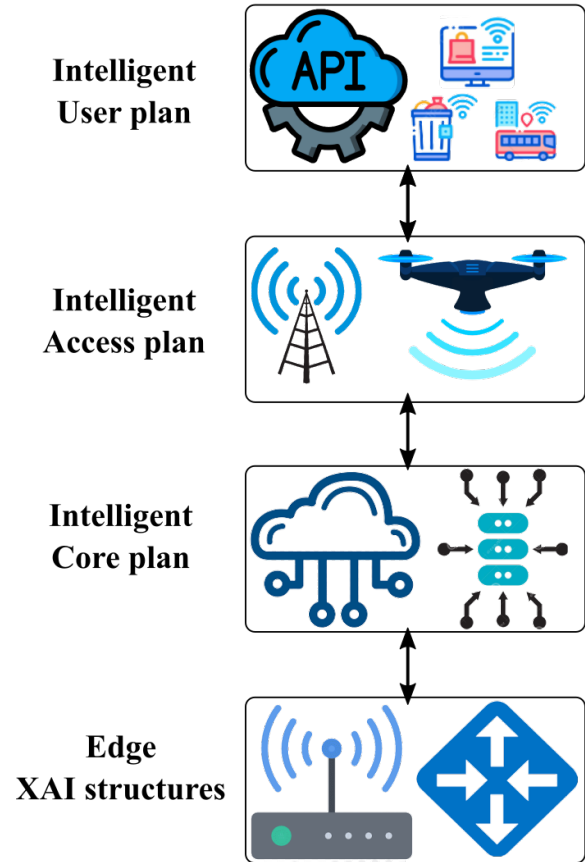 Intelligent
User plan
API
Intelligent
Access plan
Intelligent
Core plan
Edge
XAI structures